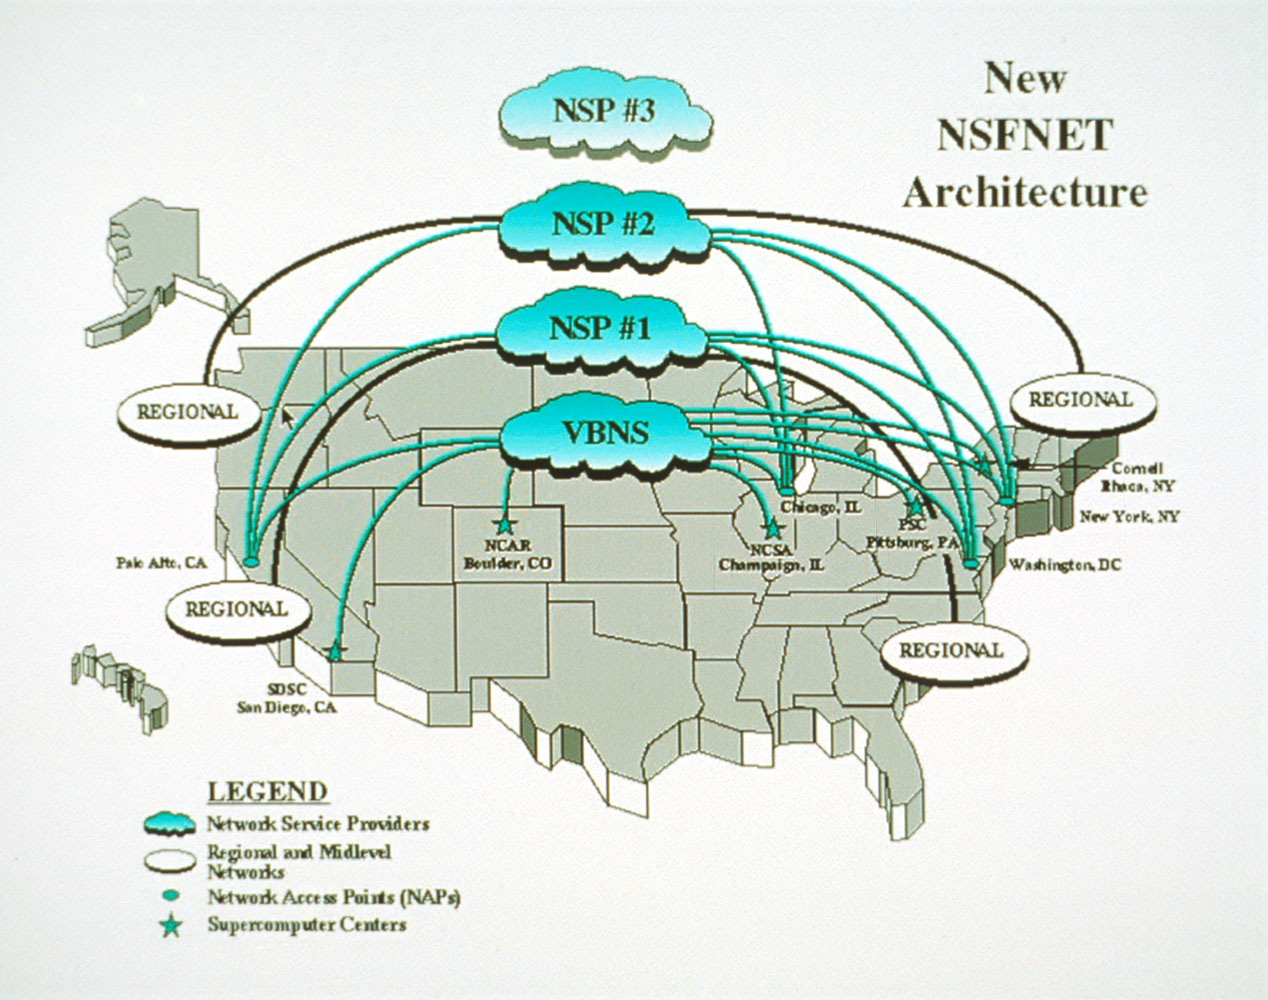 New
NSFNET
Architecture
NSP #3
NSP #2
NSP #1
VBNS
REGIONAL
REGIONAL
REGIONAL
REGIONAL
Cornell
Ithaca, NY
New York, NY
Washington, DC
Chicago, IL
PSC
Pittsburg, PA
NCSA
Champaign, IL
NCAR
Boulder, CO
Palo Alto, CA
SDSC
San Diego, CA
LEGEND
Network Service Providers
Regional and Midlevel
Networks
Network Access Points (NAPs)
Supercomputer Centers